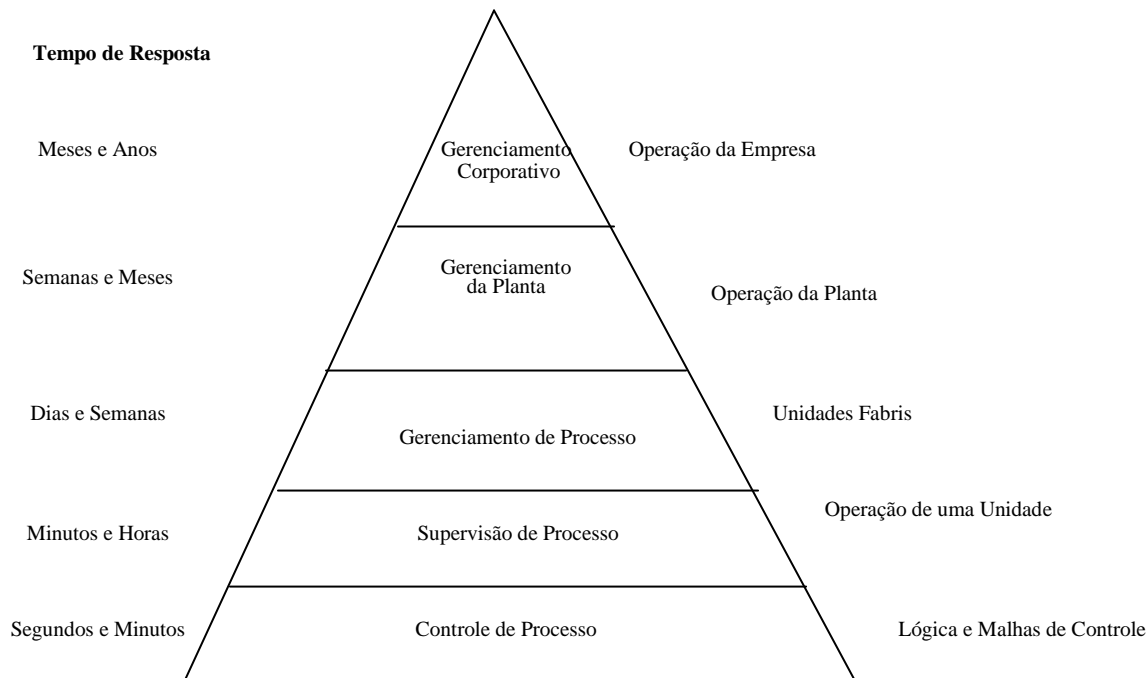 Tempo de Resposta
Meses e Anos
Gerenciamento
Corporativo
Operação da Empresa
Semanas e Meses
Gerenciamento
da Planta
Operação da Planta
Dias e Semanas
Gerenciamento de Processo
Unidades Fabris
Minutos e Horas
Supervisão de Processo
Operação de uma Unidade
Segundos e Minutos
Controle de Processo
Lógica e Malhas de Controle